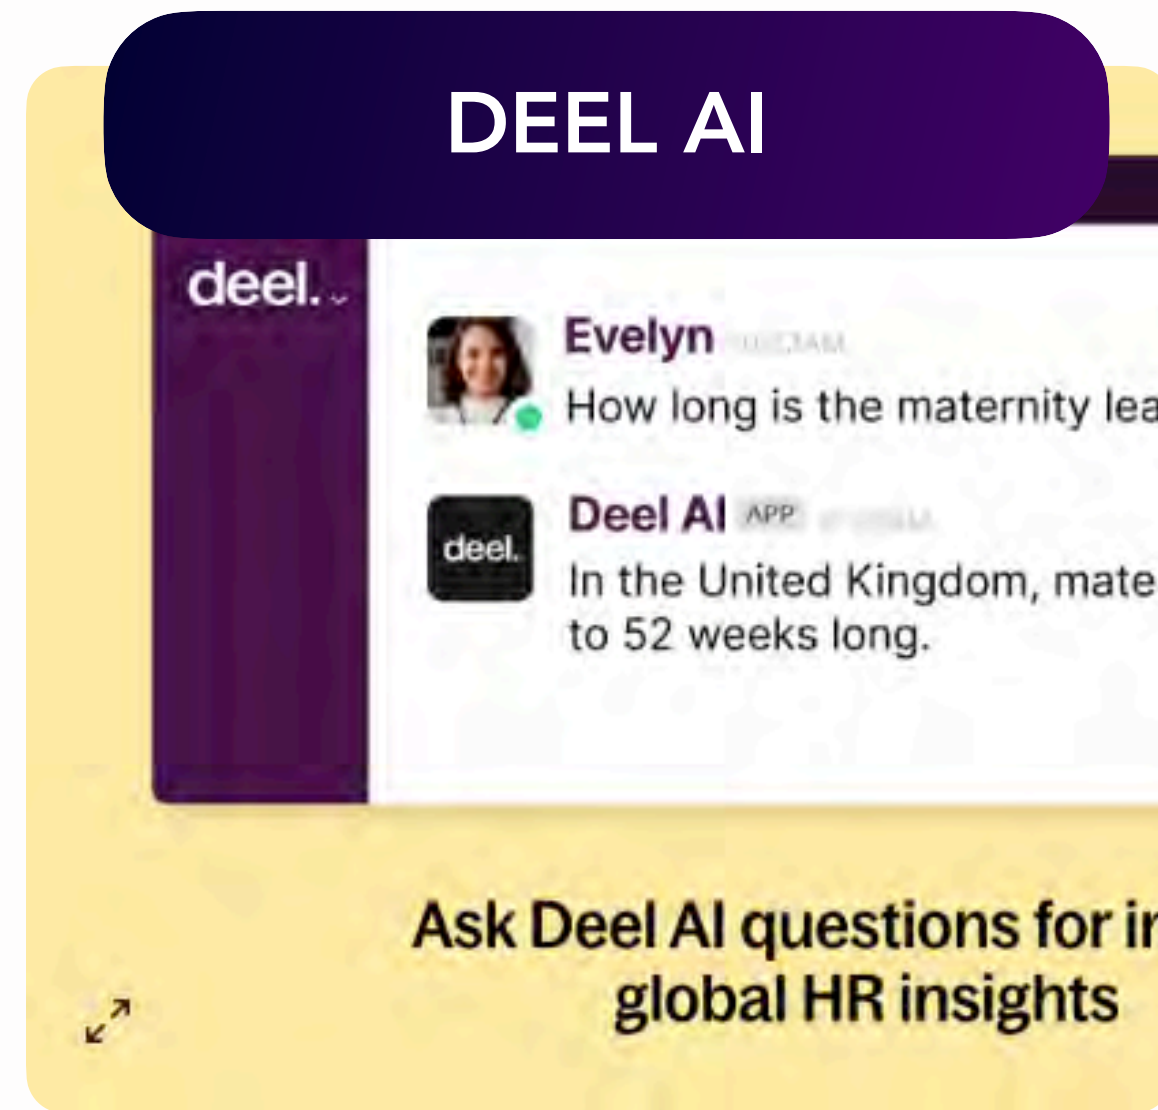 DEEL AI
deel.
Evelyn
How long is the maternity lea
Deel AI APP
deel.
In the United Kingdom, mate
to 52 weeks long.
Ask Deel AI questions for in
global HR insights